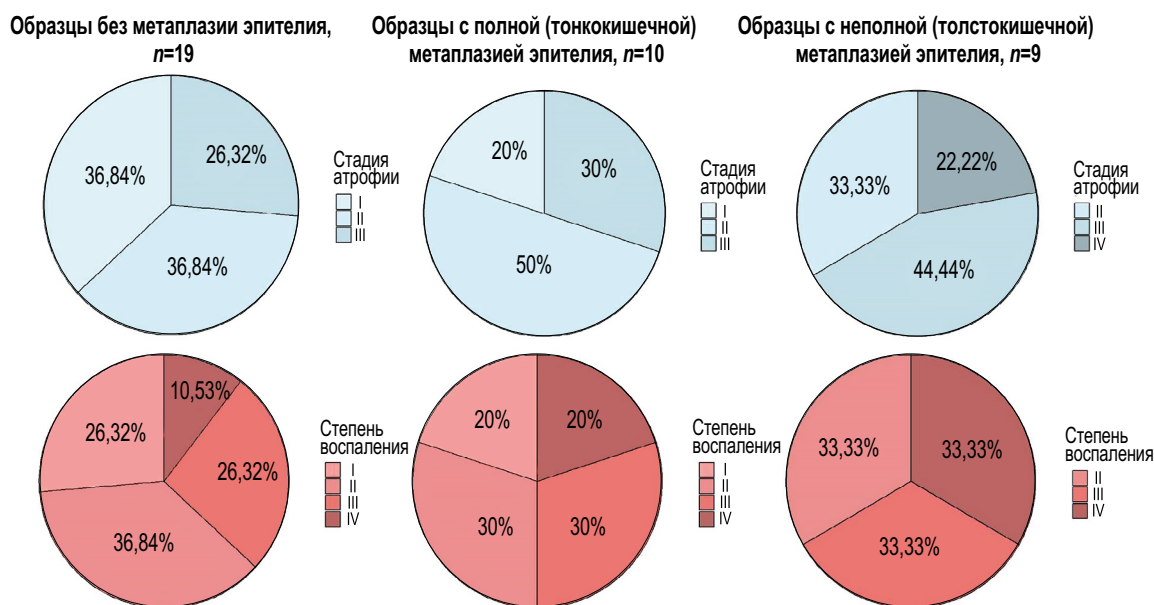 Образцы без метаплазии эпителия,
n=19
Образцы с полной (тонкокишечной)
метаплазией эпителия, n=10
Образцы с неполной (толстокишечной)
метаплазией эпителия, n=9
36,84%
26,32%
36,84%
Стадия
атрофии
I
II
III
20%
30%
50%
Стадия
атрофии
I
II
III
33,33%
22,22%
44,44%
Стадия
атрофии
II
III
IV
10,53%
26,32%
26,32%
36,84%
Степень
воспаления
I
II
III
IV
20%
20%
30%
30%
Степень
воспаления
I
II
III
IV
33,33%
33,33%
33,33%
Степень
воспаления
II
III
IV